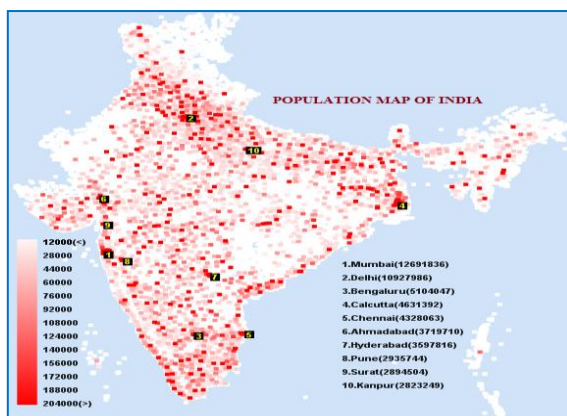 POPULATION MAP OF INDIA
2
10
6
4
9
1
8
7
3
5
12000(<)
28000
44000
60000
76000
92000
108000
124000
140000
156000
172000
188000
204000(>)
1.Mumbai(12691836)
2.Delhi(10927986)
3.Bengaluru(5104047)
4.Calcutta(4631392)
5.Chennai(4328063)
6.Ahmadabad(3719710)
7.Hyderabad(3597816)
8.Pune(2935744)
9.Surat(2894504)
10.Kanpur(2823249)